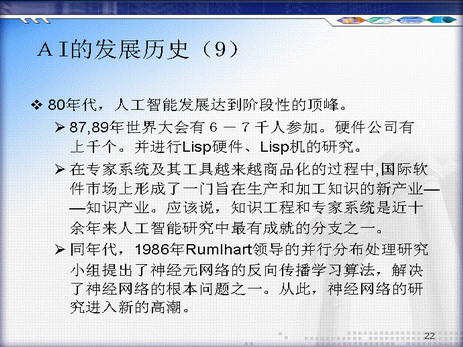 ＡＩ的发展历史（9）
❖ 80年代，人工智能发展达到阶段性的顶峰。
➢ 87,89年世界大会有６－７千人参加。硬件公司有
上千个。并进行Lisp硬件、Lisp机的研究。
➢ 在专家系统及其工具越来越商品化的过程中,国际软
件市场上形成了一门旨在生产和加工知识的新产业—
—知识产业。应该说，知识工程和专家系统是近十
余年来人工智能研究中最有成就的分支之一。
➢ 同年代，1986年Rumlhart领导的并行分布处理研究
小组提出了神经元网络的反向传播学习算法，解决
了神经网络的根本问题之一。从此，神经网络的研
究进入新的高潮。
22